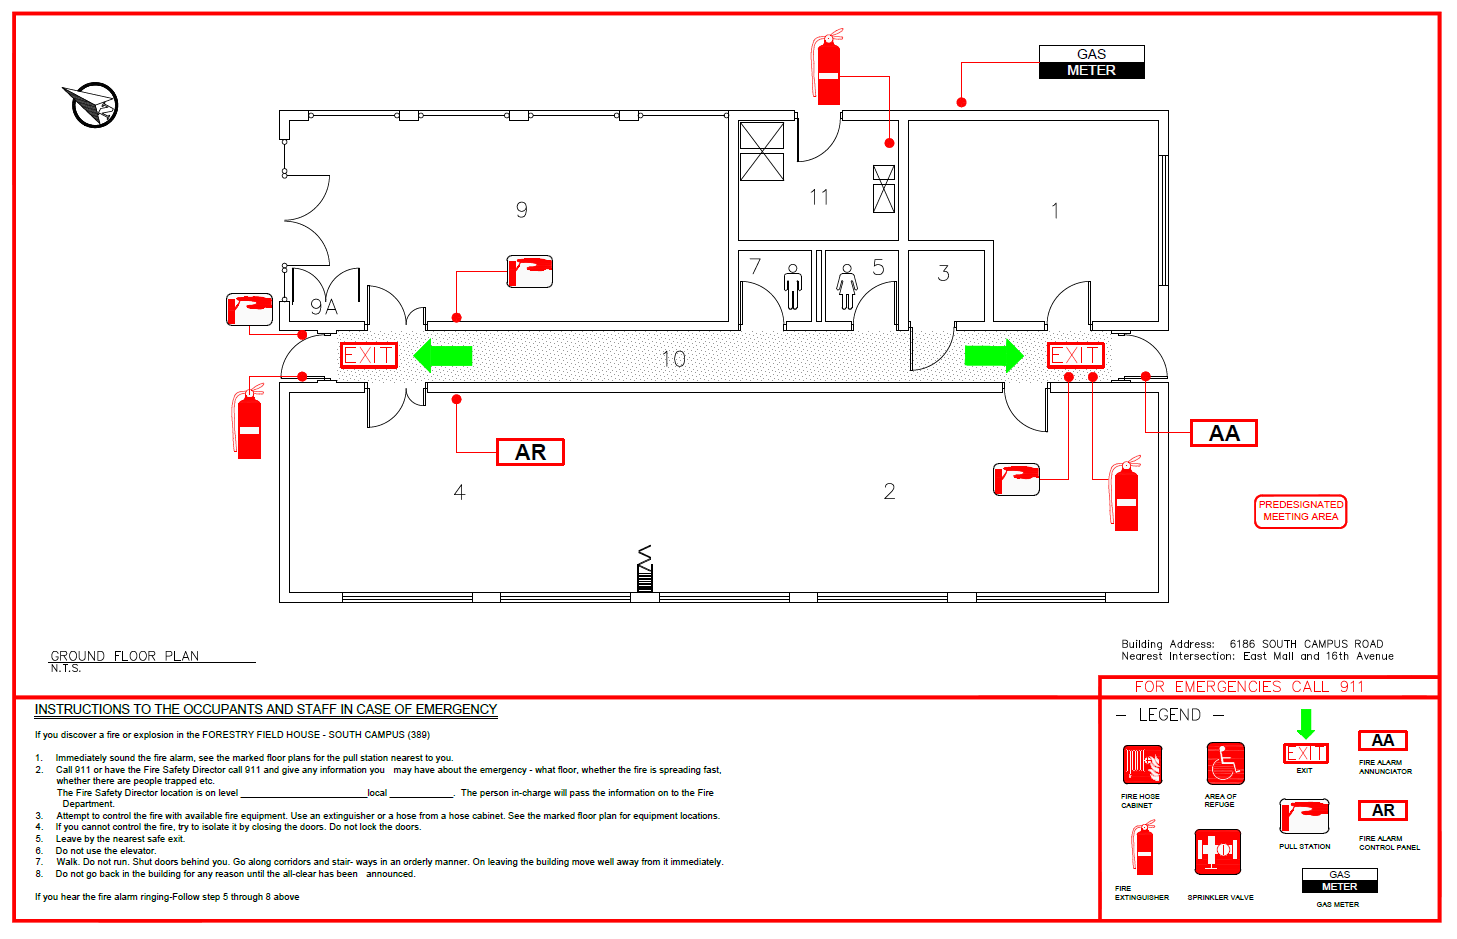 GAS
METER
9
11
1
7
5
3
9A
EXIT
10
EXIT
AR
AA
4
2
PREDESIGNATED
MEETING AREA
GROUND FLOOR PLAN
N.T.S.
Building Address: 6186 SOUTH CAMPUS ROAD
Nearest Intersection: East Mall and 16th Avenue
INSTRUCTIONS TO THE OCCUPANTS AND STAFF IN CASE OF EMERGENCY
If you discover a fire or explosion in the FORESTRY FIELD HOUSE - SOUTH CAMPUS (389)
1. Immediately sound the fire alarm, see the marked floor plans for the pull station nearest to you.
2. Call 911 or have the Fire Safety Director call 911 and give any information you may have about the emergency - what floor, whether the fire is spreading fast,
whether there are people trapped etc.
The Fire Safety Director location is on level __________________________local _____________. The person in-charge will pass the information on to the Fire
Department.
3. Attempt to control the fire with available fire equipment. Use an extinguisher or a hose from a hose cabinet. See the marked floor plan for equipment locations.
4. If you cannot control the fire, try to isolate it by closing the doors. Do not lock the doors.
5. Leave by the nearest safe exit.
6. Do not use the elevator.
7. Walk. Do not run. Shut doors behind you. Go along corridors and stair- ways in an orderly manner. On leaving the building move well away from it immediately.
8. Do not go back in the building for any reason until the all-clear has been announced.
If you hear the fire alarm ringing-Follow step 5 through 8 above
FOR EMERGENCIES CALL 911
- LEGEND -
FIRE HOSE
CABINET
AREA OF
REFUGE
EXIT
EXIT
AA
FIRE ALARM
ANNUNCIATOR
FIRE
EXTINGUISHER
SPRINKLER VALVE
PULL STATION
AR
FIRE ALARM
CONTROL PANEL
GAS
METER
GAS METER